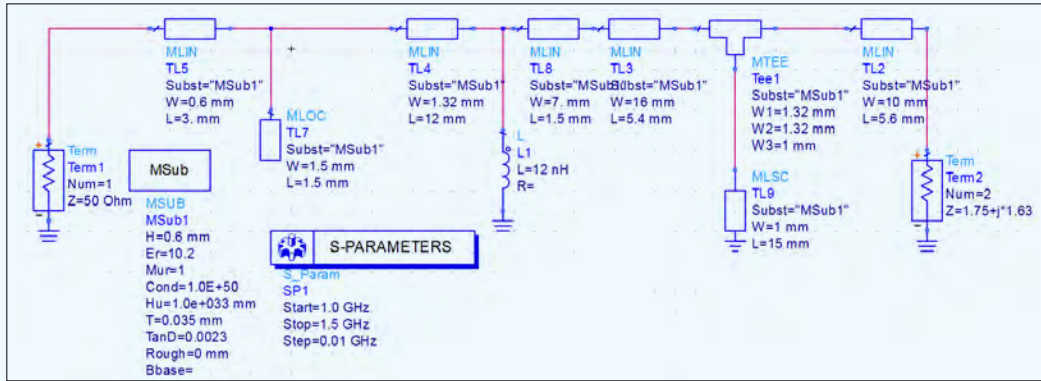 MLIN
TL5
Subst="MSub1"
W=0.6 mm
L=3. mm
MLOC
TL7
Subst="MSub1"
W=1.5 mm
L=1.5 mm
MLIN
TL4
Subst="MSub1"
W=1.32 mm
L=12 mm
L
L1
L=12 nH
R=
MLIN
TL8
Subst="MSub1"
W=7. mm
L=1.5 mm
MLIN
TL3
Subst="MSub1"
W=16 mm
L=5.4 mm
MTEE
Tee1
Subst="MSub1"
W1=1.32 mm
W2=1.32 mm
W3=1 mm
MLIN
TL2
Subst="MSub1"
W=10 mm
L=5.6 mm
MLSC
TL9
Subst="MSub1"
W=1 mm
L=15 mm
Term
Term1
Num=1
Z=50 Ohm
Term
Term2
Num=2
Z=1.75+j*1.63
MSub
MSUB
MSub1
H=0.6 mm
Er=10.2
Mur=1
Cond=1.0E+50
Hu=1.0e+033 mm
T=0.035 mm
TanD=0.0023
Rough=0 mm
Bbase=
S-PARAMETERS
S_Param
SP1
Start=1.0 GHz
Stop=1.5 GHz
Step=0.01 GHz